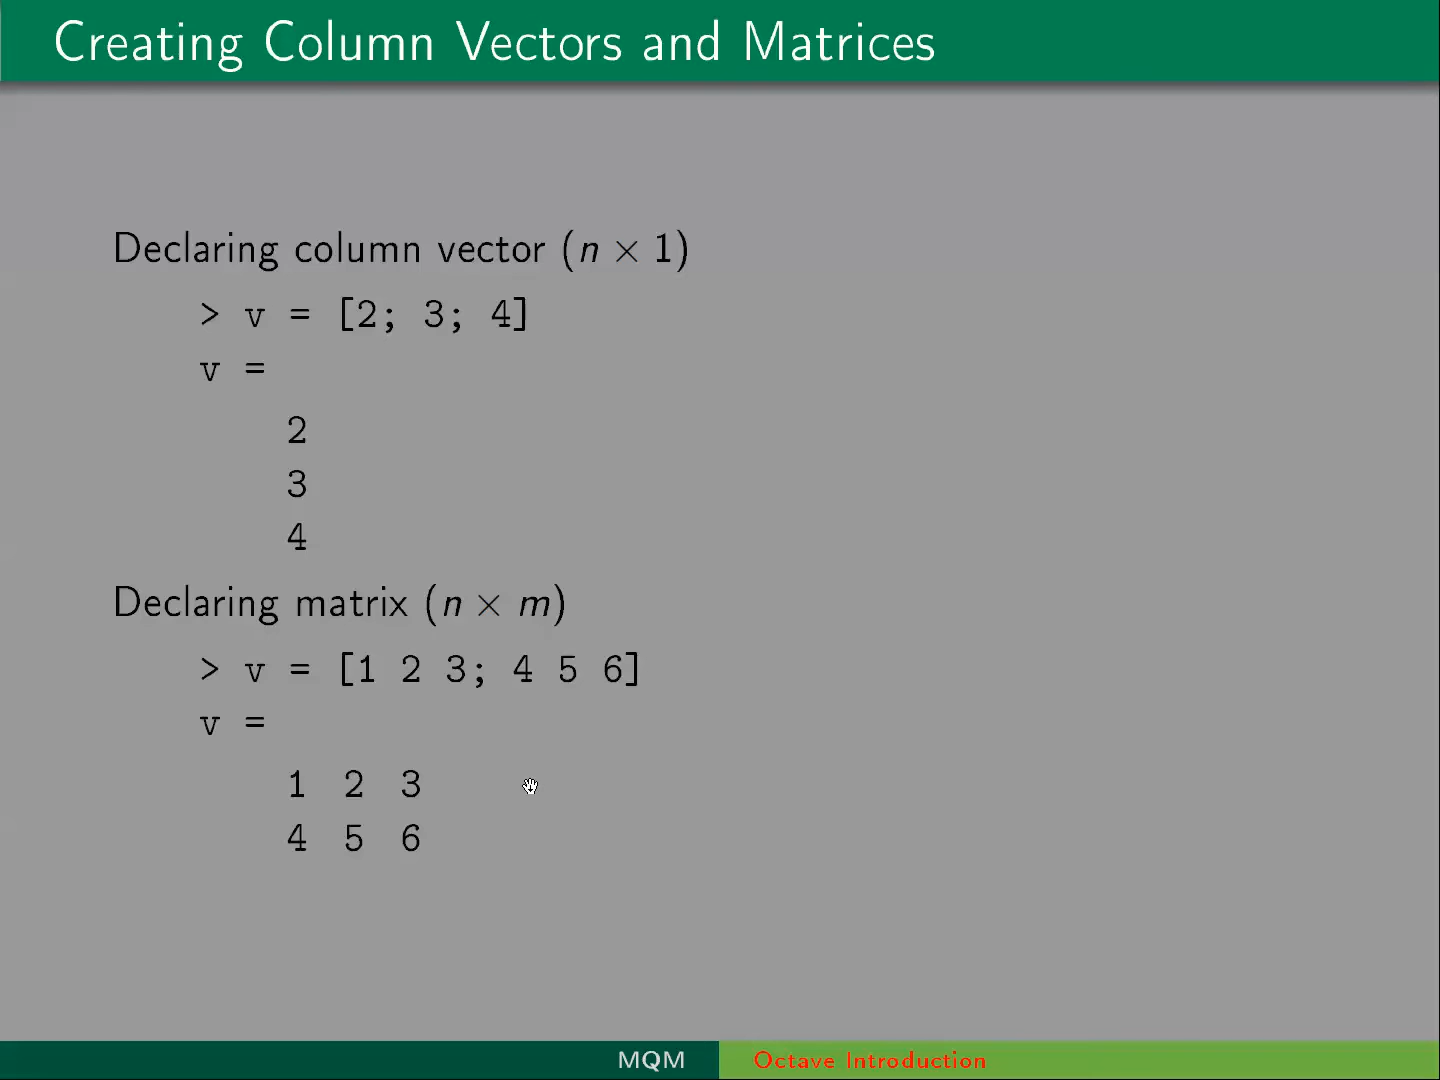 Creating Column Vectors and Matrices
Declaring column vector (n × 1)
> v = [2; 3; 4]
v =
2
3
4
Declaring matrix (n × m)
> v = [1 2 3; 4 5 6]
v =
1 2 3
4 5 6
MQM Octave Introduction